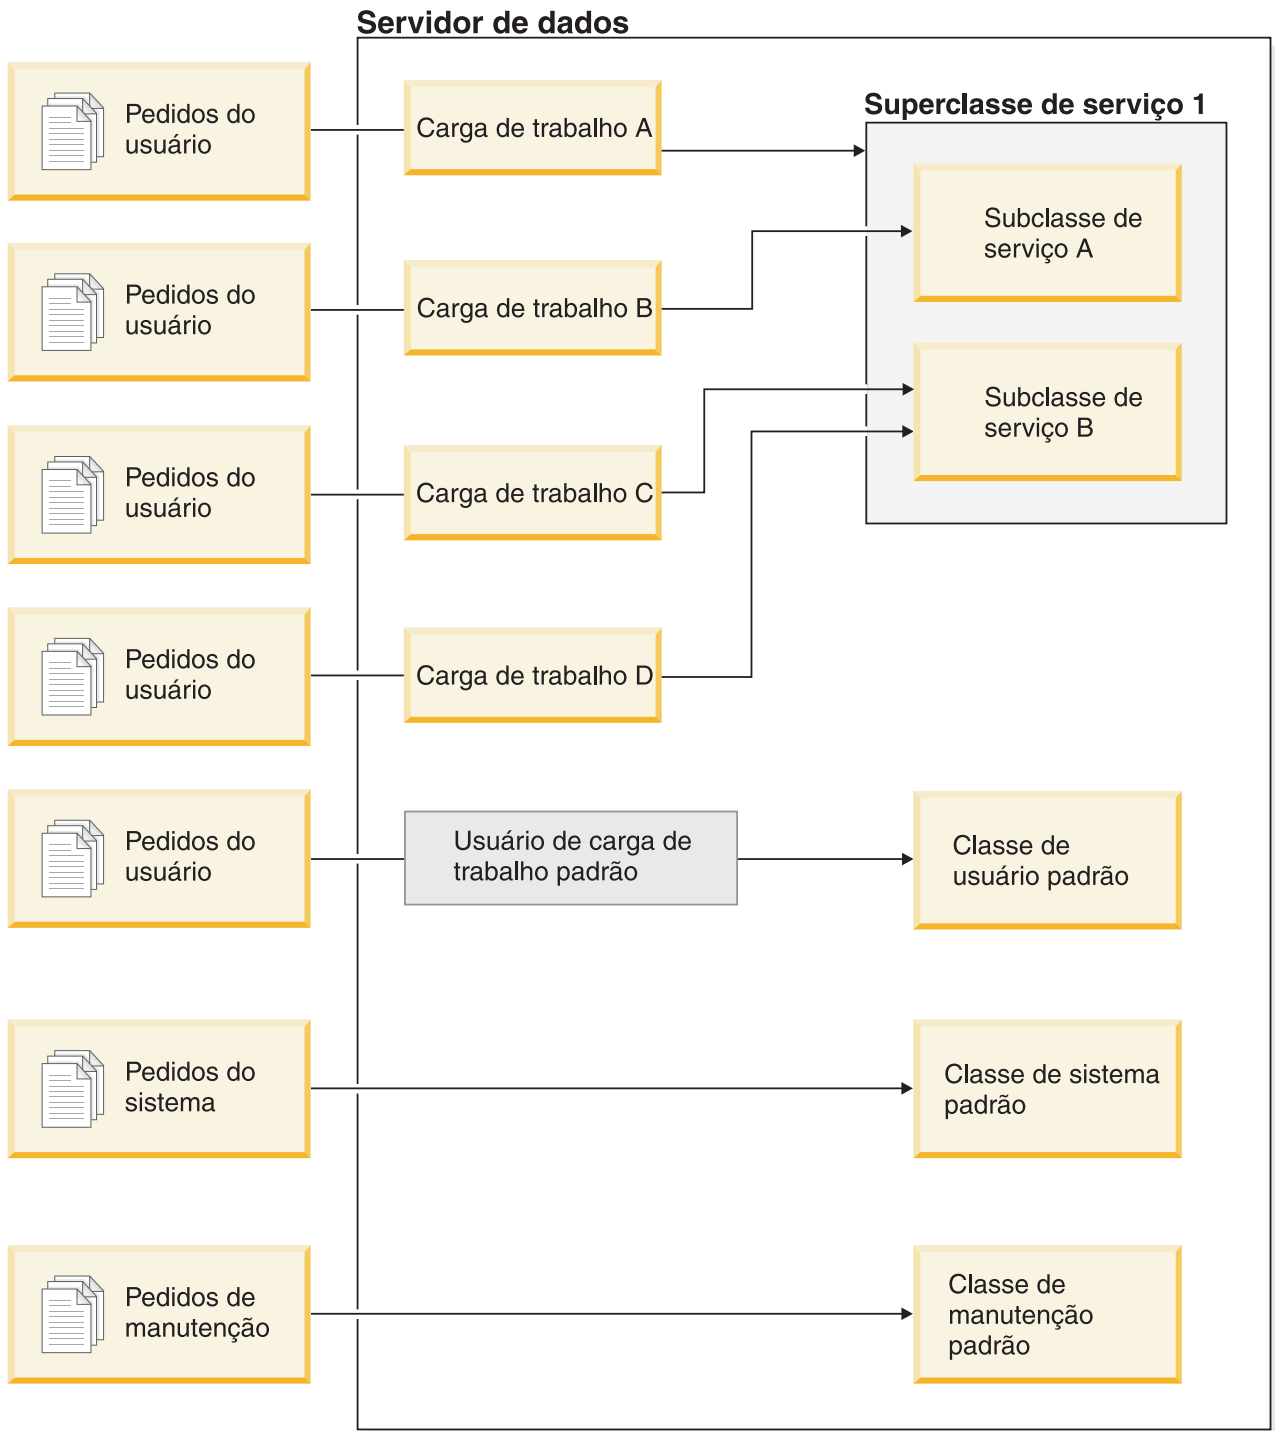 Servidor de dados
Pedidos do
usuário
Carga de trabalho A
Superclasse de serviço 1
Subclasse de
serviço A
Pedidos do
usuário
Carga de trabalho B
Subclasse de
serviço B
Pedidos do
usuário
Carga de trabalho C
Pedidos do
usuário
Carga de trabalho D
Pedidos do
usuário
Usuário de carga de
trabalho padrão
Classe de
usuário padrão
Pedidos do
sistema
Classe de sistema
padrão
Pedidos de
manutenção
Classe de
manutenção
padrão